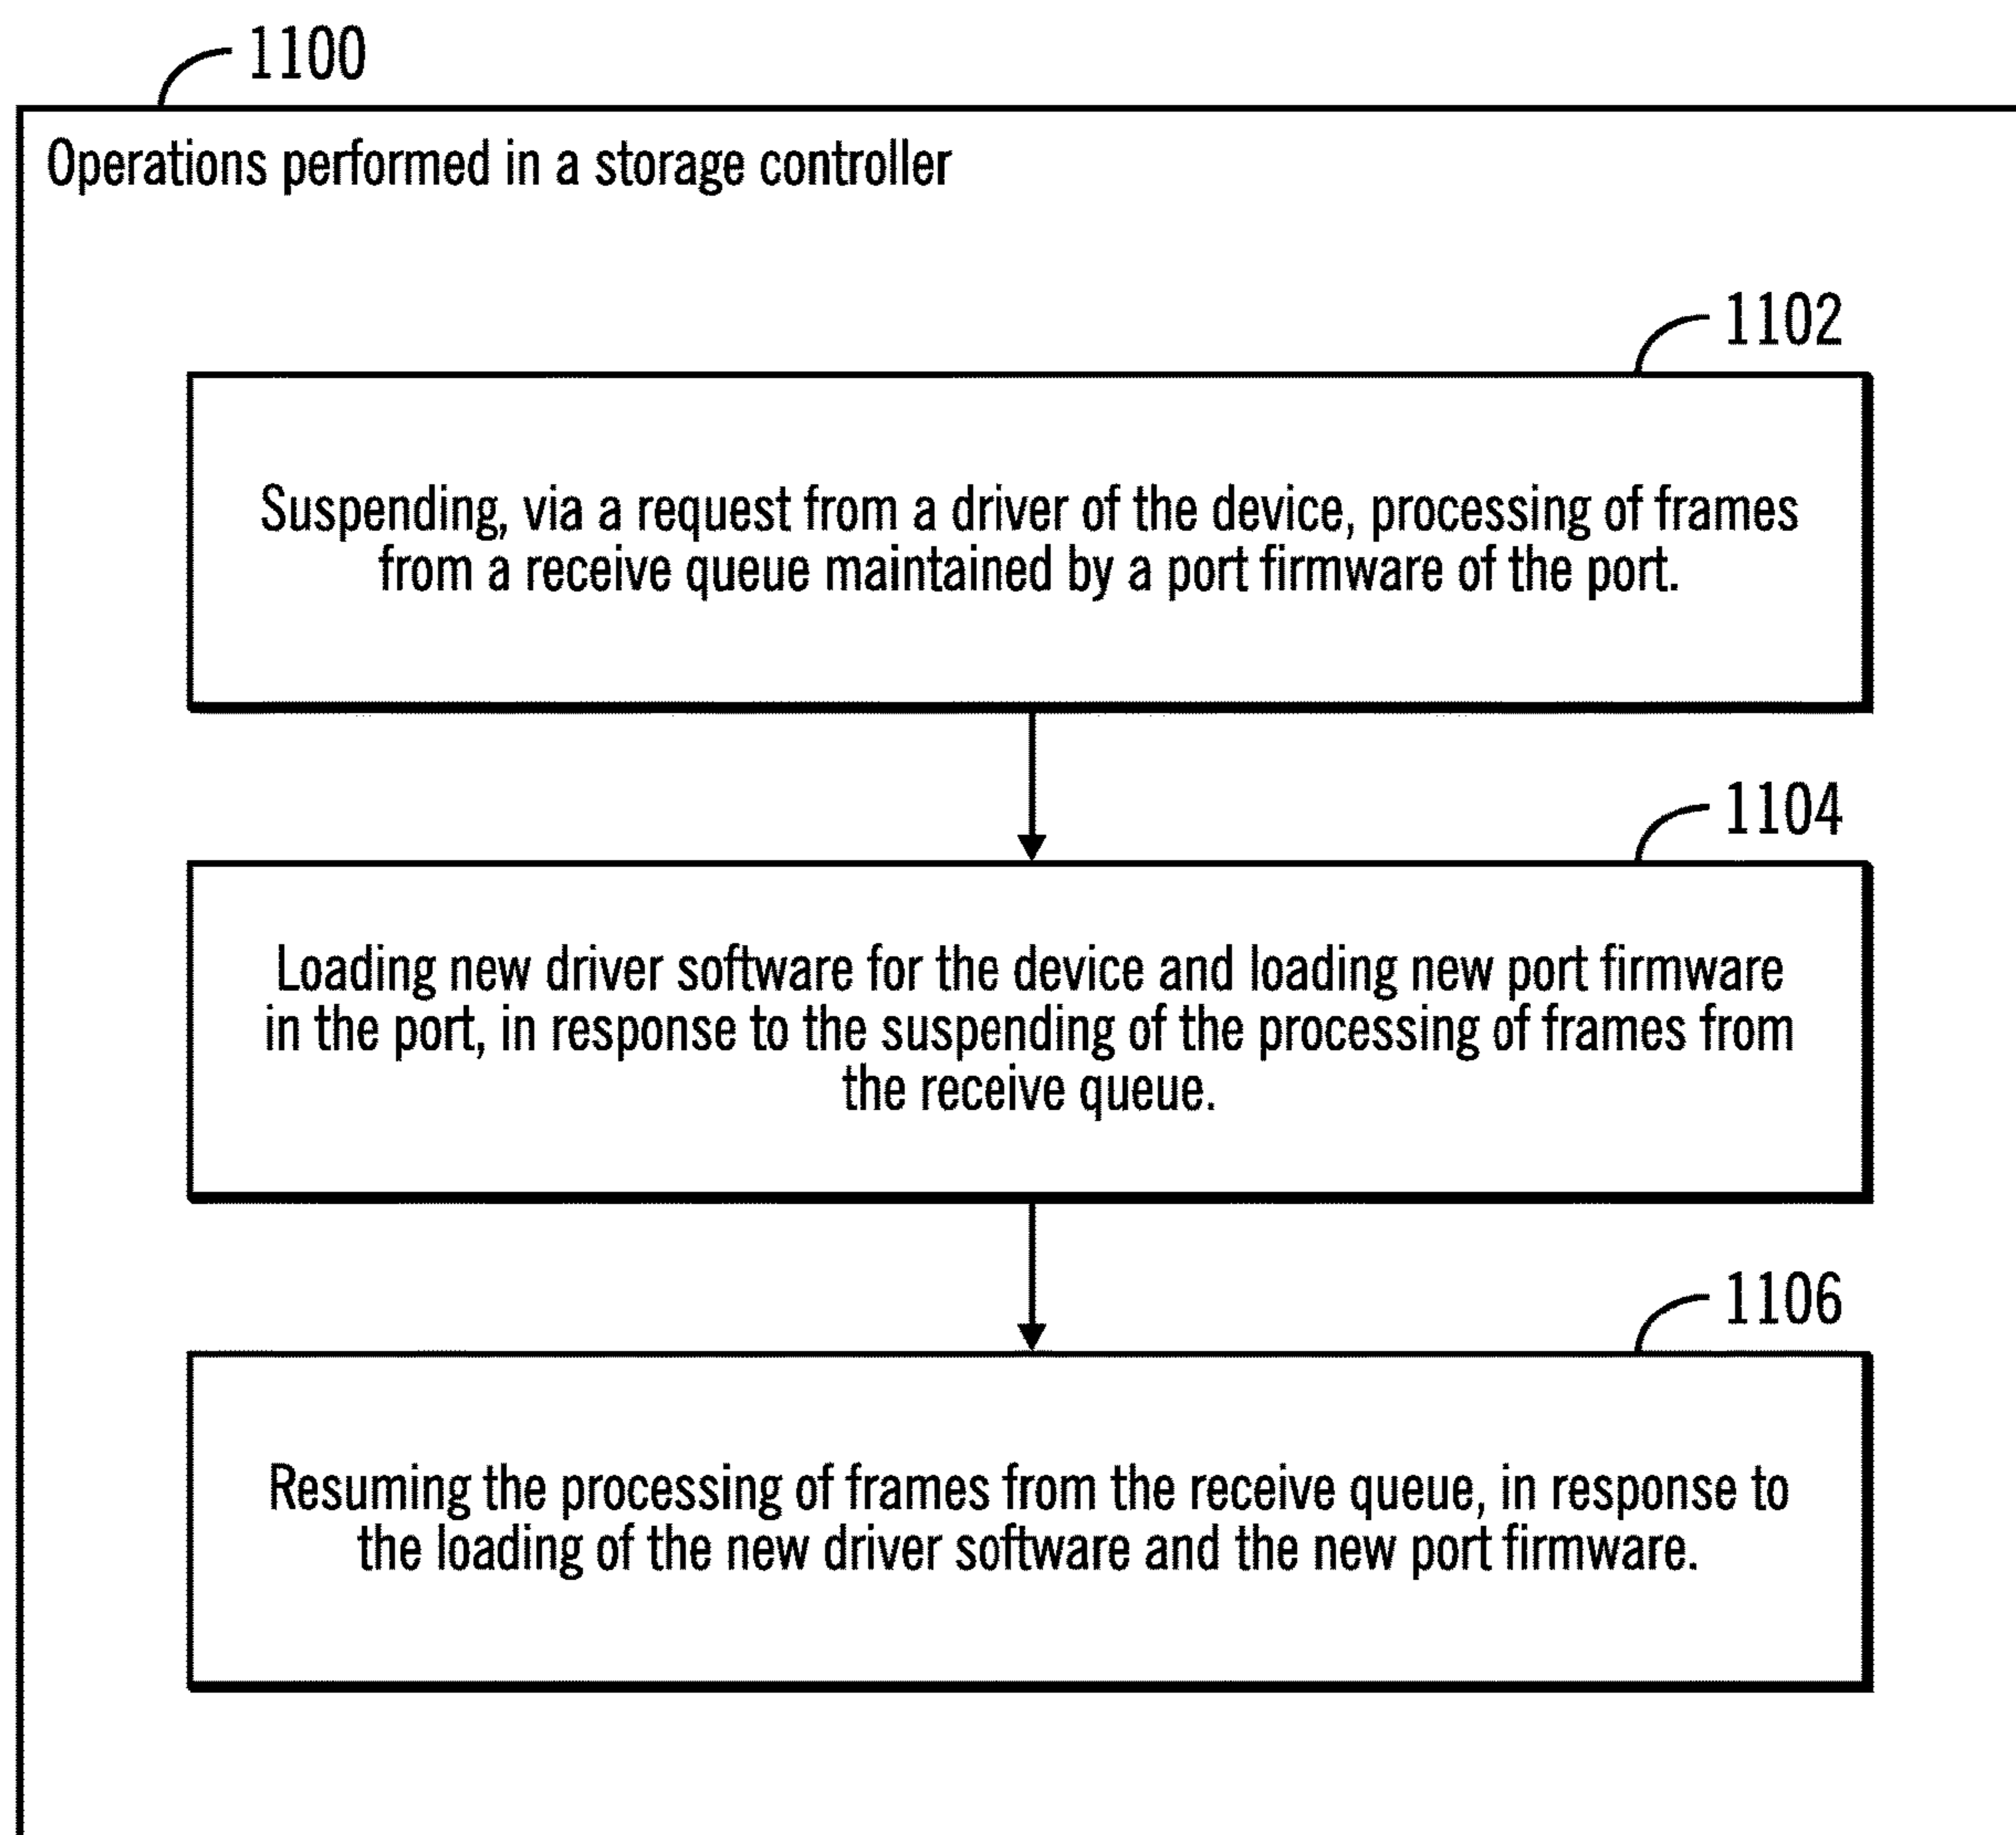 1100
Operations performed in a storage controller
1102
Suspending, via a request from a driver of the device, processing of frames
from a receive queue maintained by a port firmware of the port.
1104
Loading new driver software for the device and loading new port firmware
in the port, in response to the suspending of the processing of frames from
the receive queue.
1106
Resuming the processing of frames from the receive queue, in response to
the loading of the new driver software and the new port firmware.